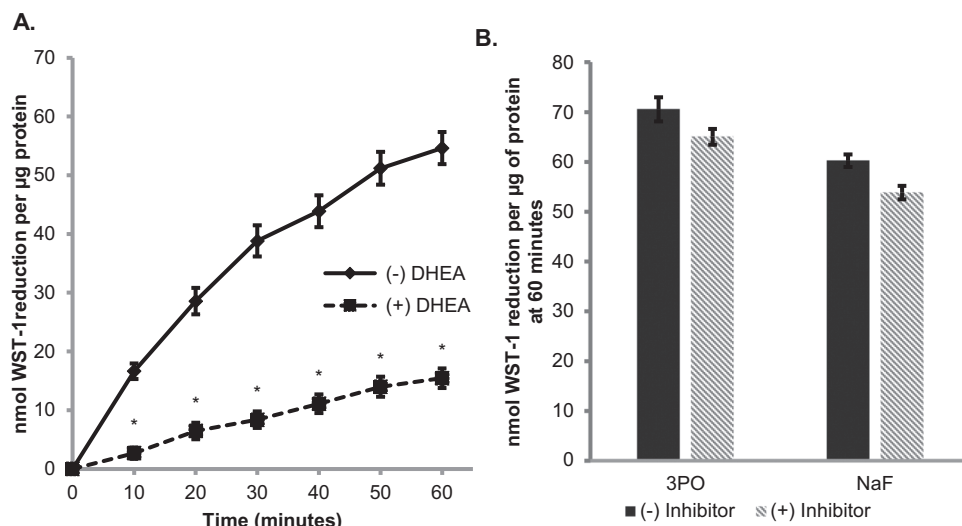 A.
nmol WST-1reduction per µg protein
70
60
50
40
30
20
10
0
0 10 20 30 40 50 60
Time (minutes)
(-) DHEA
(+) DHEA
* * * * * *
B.
nmol WST-1 reduction per µg of protein
at 60 minutes
80
70
60
50
40
30
20
10
0
3PO NaF
(-) Inhibitor (+) Inhibitor